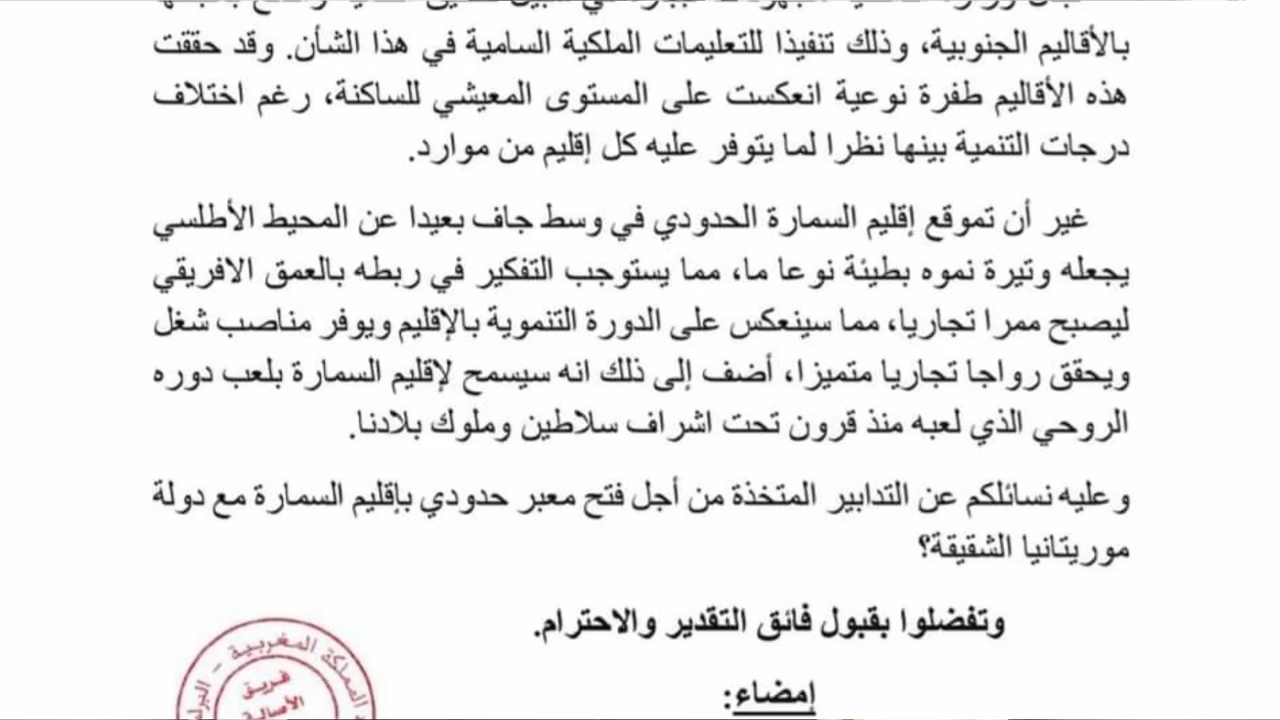 بالأقاليم الجنوبية، وذلك تنفيذا للتعليمات الملكية السامية في هذا الشأن. وقد حققت
هذه الأقاليم طفرة نوعية انعكست على المستوى المعيشي للساكنة، رغم اختلاف
درجات التنمية بينها نظرا لما يتوفر عليه كل إقليم من موارد.
غير أن تموقع إقليم السمارة الحدودي في وسط جاف بعيدا عن المحيط الأطلسي
يجعله وتيرة نموه بطيئة نوعا ما، مما يستوجب التفكير في ربطه بالعمق الافريقي
ليصبح ممرا تجاريا، مما سينعكس على الدورة التنموية بالإقليم ويوفر مناصب شغل
ويحقق رواجا تجاريا متميزا، أضف إلى ذلك انه سيسمح لإقليم السمارة بلعب دوره
الروحي الذي لعبه منذ قرون تحت اشراف سلاطين وملوك بلادنا.
وعليه نسائلكم عن التدابير المتخذة من أجل فتح معبر حدودي بإقليم السمارة مع دولة
موريتانيا الشقيقة؟
وتفضلوا بقبول فائق التقدير والاحترام.
إمضاء:
المملكة المغربية -
فريق
الأصالة